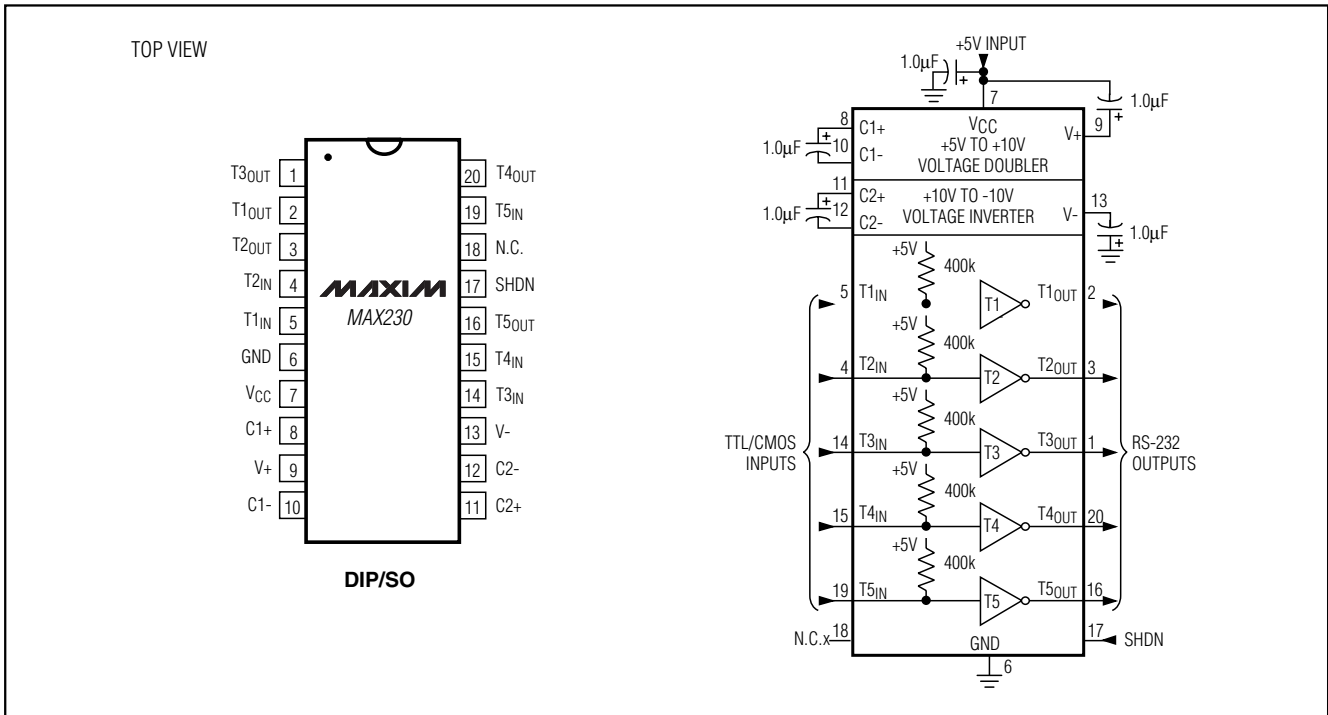 TOP VIEW
T3OUT 1
T1OUT 2
T2OUT 3
T2IN 4
T1IN 5
GND 6
VCC 7
C1+ 8
V+ 9
C1- 10
20 T4OUT
19 T5IN
18 N.C.
17 SHDN
16 T5OUT
15 T4IN
14 T3IN
13 V-
12 C2-
11 C2+
MAXIM
MAX230
DIP/SO
+5V INPUT
1.0µF
+
7
1.0µF
+
8 C1+
10 C1-
1.0µF
+
VCC
+5V TO +10V
VOLTAGE DOUBLER
V+ 9
11 C2+
12 C2-
1.0µF
+
+10V TO -10V
VOLTAGE INVERTER
V- 13
1.0µF
+
+5V
400k
5 T1IN T1 T1OUT 2
+5V
400k
4 T2IN T2 T2OUT 3
+5V
400k
14 T3IN T3 T3OUT 1
+5V
400k
15 T4IN T4 T4OUT 20
+5V
400k
19 T5IN T5 T5OUT 16
TTL/CMOS
INPUTS
RS-232
OUTPUTS
N.C.x 18
17 SHDN
GND
6